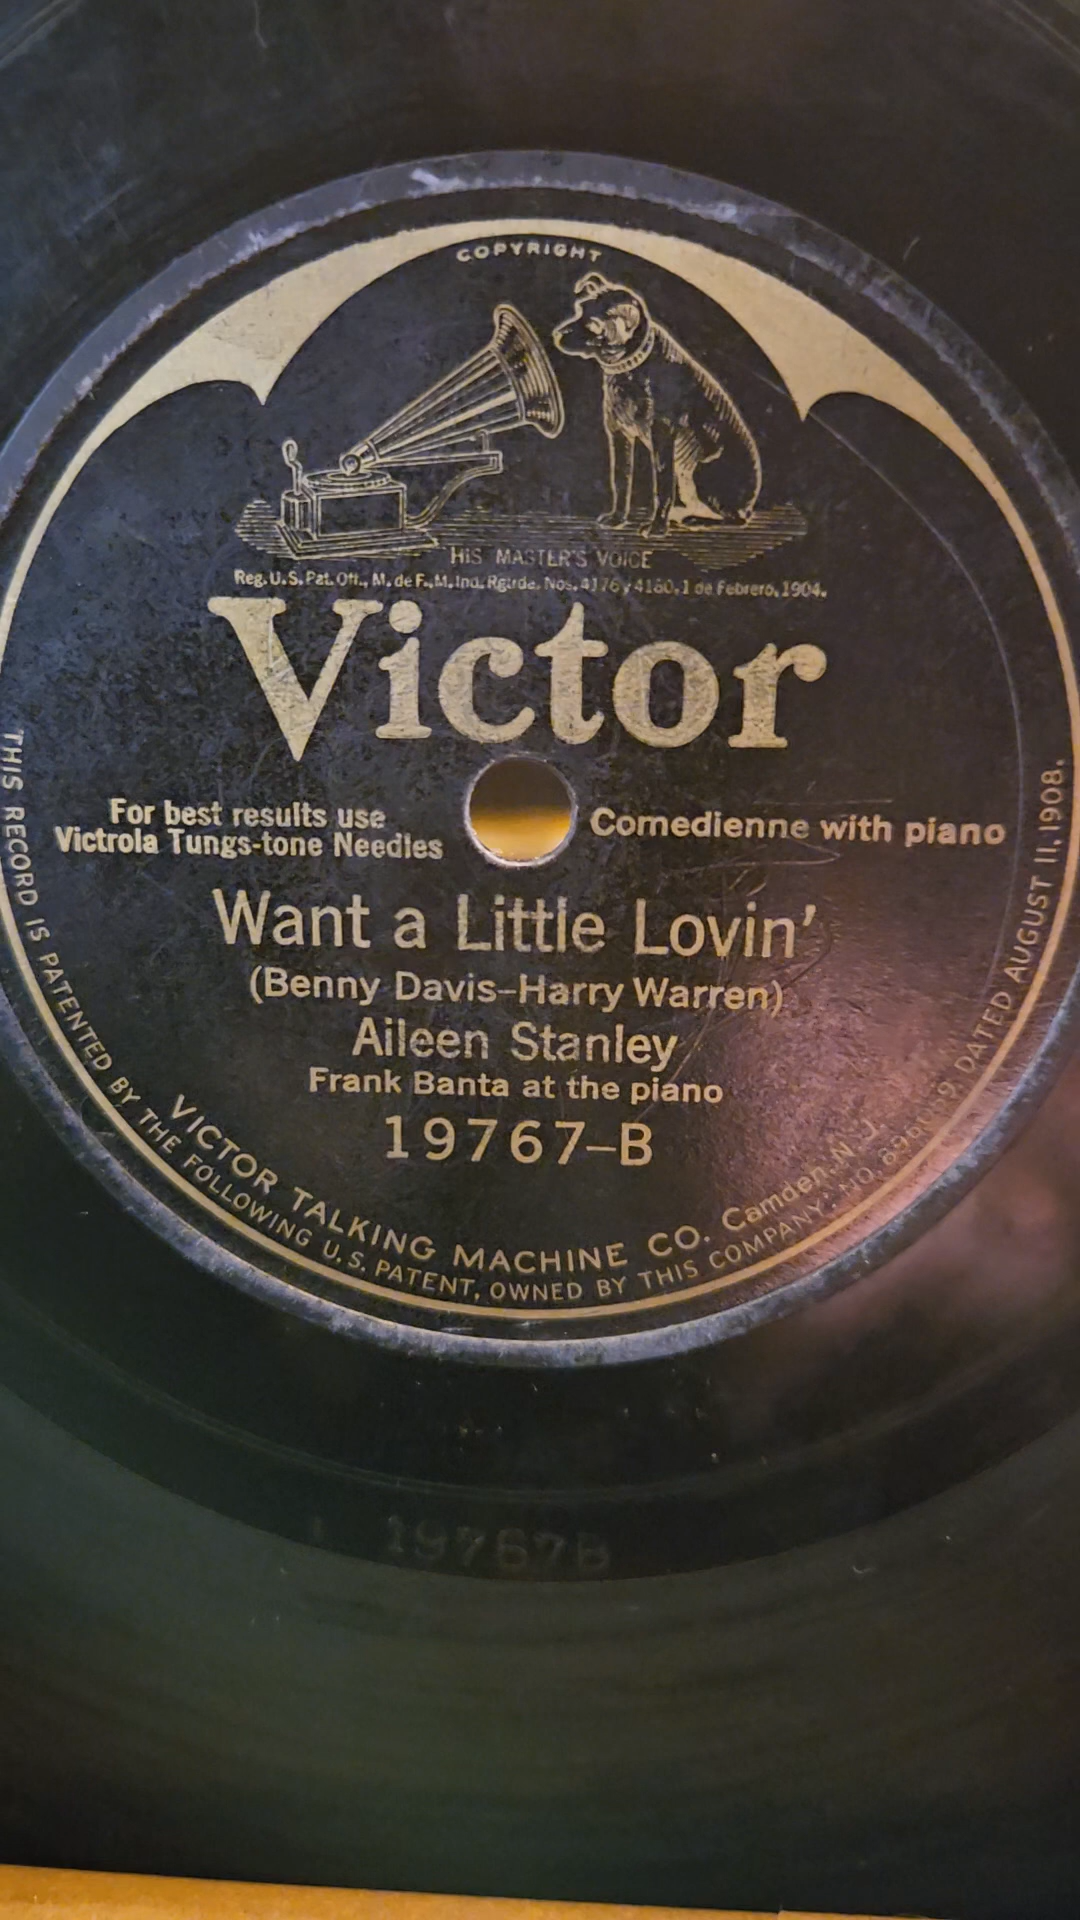 COPYRIGHT
HIS MASTER'S VOICE
Reg. U.S. Pat. Off., M. de F., M. Ind. Rgtrda. Nos. 4176 y 4180, 1 de Febrero, 1904.
Victor
For best results use
Victrola Tungs-tone Needles
Comedienne with piano
Want a Little Lovin'
(Benny Davis-Harry Warren)
Aileen Stanley
Frank Banta at the piano
19767-B
VICTOR TALKING MACHINE CO. Camden, N. J.
THIS RECORD IS PATENTED BY THE FOLLOWING U.S. PATENT, OWNED BY THIS COMPANY: NO. DATED AUGUST 11, 1908.
19767B